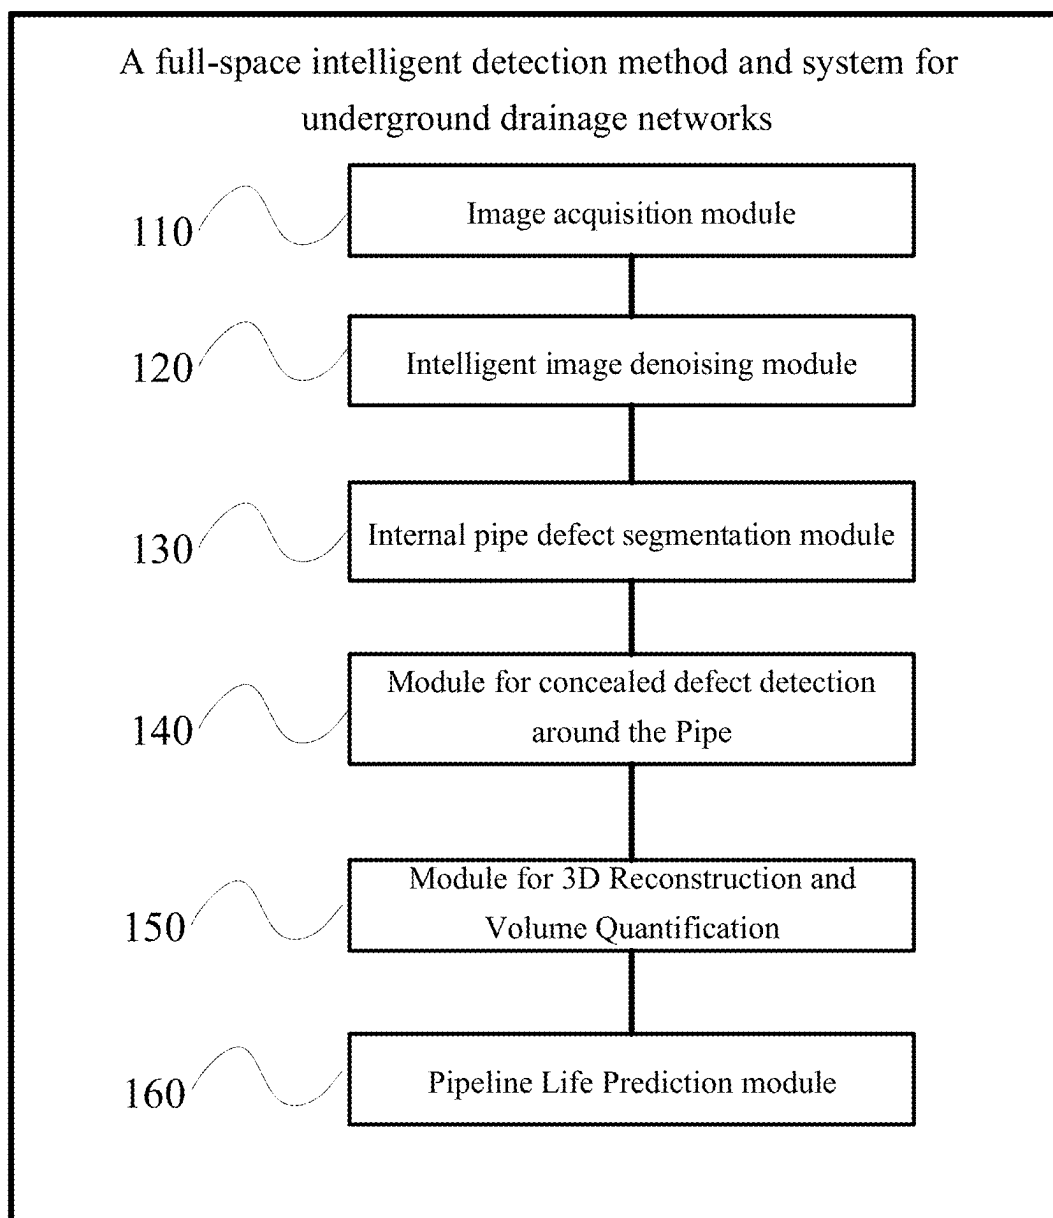 A full-space intelligent detection method and system for
underground drainage networks
110
Image acquisition module
120
Intelligent image denoising module
130
Internal pipe defect segmentation module
140
Module for concealed defect detection
around the Pipe
150
Module for 3D Reconstruction and
Volume Quantification
160
Pipeline Life Prediction module